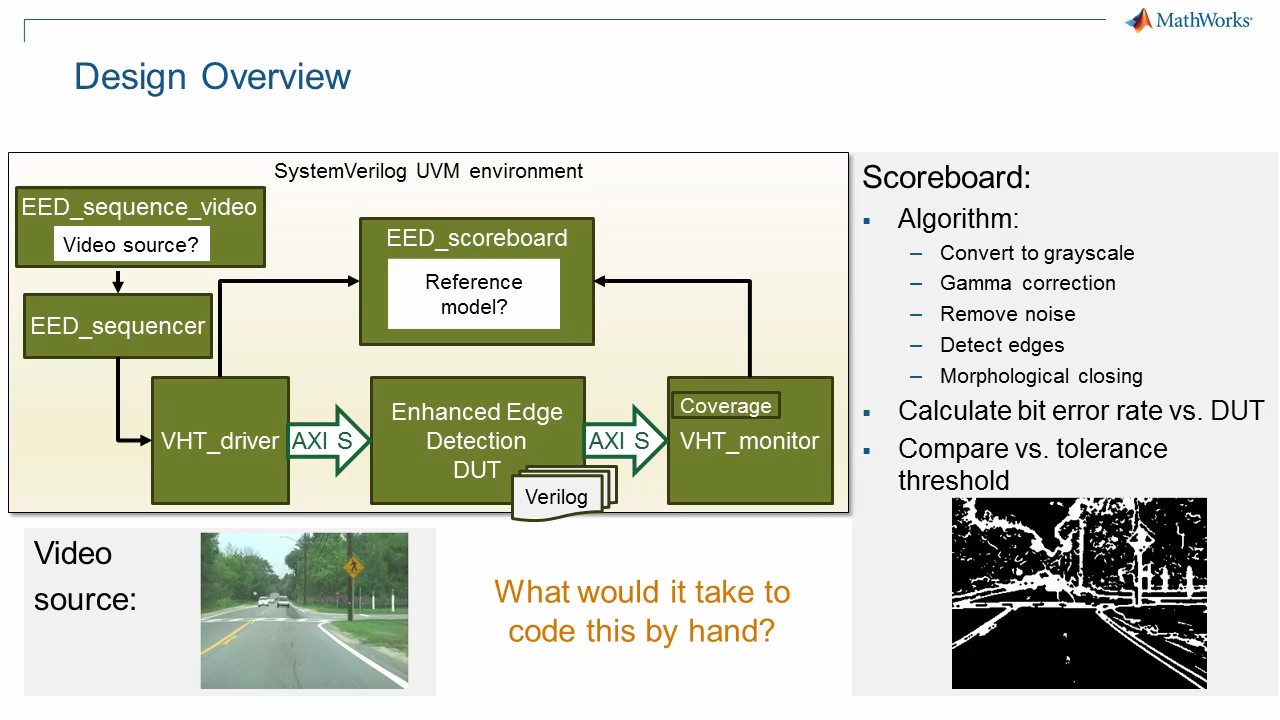 MathWorks
Design Overview
SystemVerilog UVM environment
EED_sequence_video
Video source?
EED_sequencer
EED_scoreboard
Reference
model?
VHT_driver
AXI S
Enhanced Edge
Detection
DUT
Verilog
AXI S
Coverage
VHT_monitor
Scoreboard:
▪ Algorithm:
– Convert to grayscale
– Gamma correction
– Remove noise
– Detect edges
– Morphological closing
▪ Calculate bit error rate vs. DUT
▪ Compare vs. tolerance
threshold
Video
source:
What would it take to
code this by hand?